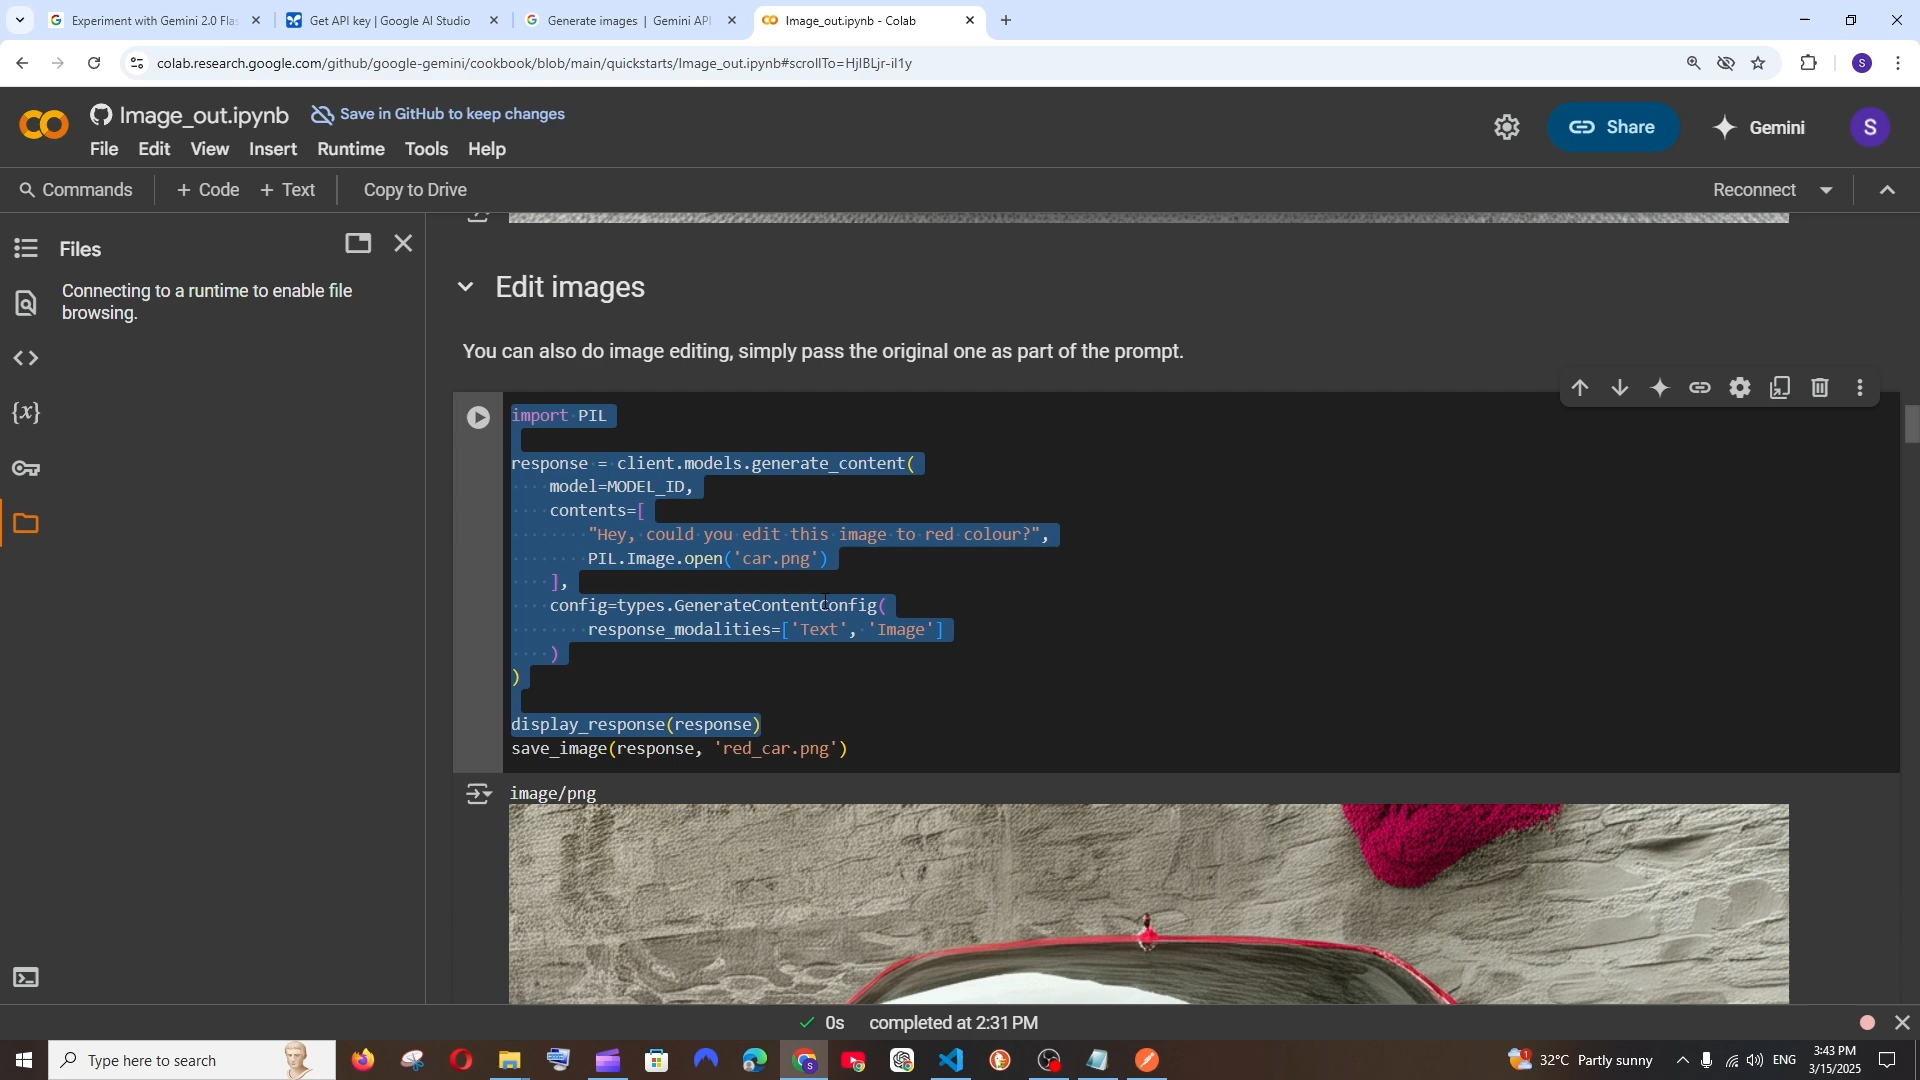 Experiment with Gemini 2.0 Fla
Get API key | Google AI Studio
Generate images | Gemini API
Image_out.ipynb - Colab
colab.research.google.com/github/google-gemini/cookbook/blob/main/quickstarts/Image_out.ipynb#scrollTo=HjIBLjr-il1y
S
Image_out.ipynb
Save in GitHub to keep changes
Share
Gemini
S
File Edit View Insert Runtime Tools Help
Commands
+ Code + Text
Copy to Drive
Reconnect
Files
Connecting to a runtime to enable file
browsing.
Edit images
You can also do image editing, simply pass the original one as part of the prompt.
import PIL
response = client.models.generate_content(
model=MODEL_ID,
contents=[
"Hey, could you edit this image to red colour?",
PIL.Image.open('car.png')
],
config=types.GenerateContentConfig(
response_modalities=['Text', 'Image']
)
)
display_response(response)
save_image(response, 'red_car.png')
image/png
0s completed at 2:31 PM
Type here to search
32°C Partly sunny
ENG
3:43 PM
3/15/2025